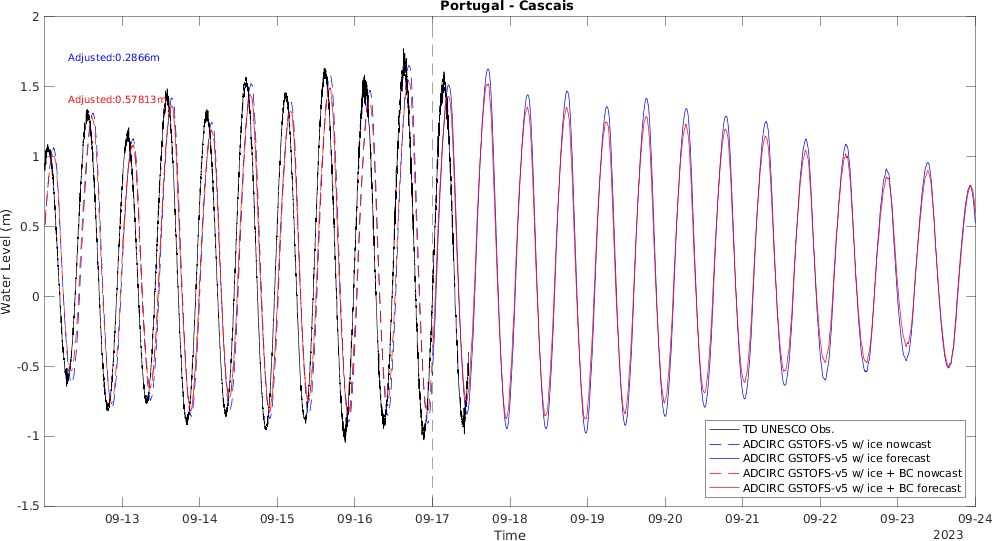 Portugal - Cascais
2
1.5
1
0.5
0
-0.5
-1
-1.5
Water Level (m)
Adjusted:0.2866m
Adjusted:0.57813m
TD UNESCO Obs.
ADCIRC GSTOFS-v5 w/ ice nowcast
ADCIRC GSTOFS-v5 w/ ice forecast
ADCIRC GSTOFS-v5 w/ ice + BC nowcast
ADCIRC GSTOFS-v5 w/ ice + BC forecast
09-13 09-14 09-15 09-16 09-17 09-18 09-19 09-20 09-21 09-22 09-23 09-24
Time
2023